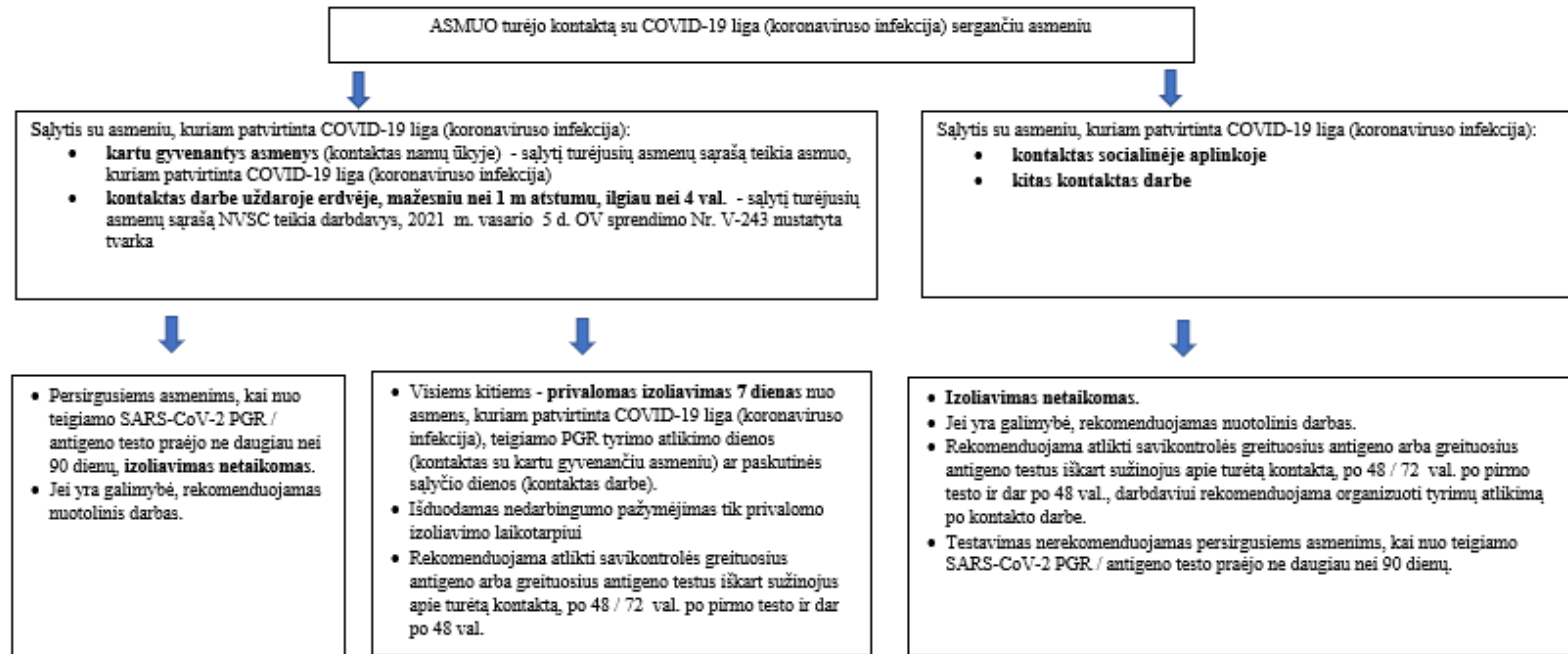 ASMUO turėjo kontaktą su COVID-19 liga (koronaviruso infekcija) sergančiu asmeniu
Sąlytis su asmeniu, kuriam patvirtinta COVID-19 liga (koronaviruso infekcija):
• kartu gyvenantys asmenys (kontaktas namų ūkyje) - sąlytį turėjusių asmenų sąrašą teikia asmuo,
kuriam patvirtinta COVID-19 liga (koronaviruso infekcija)
• kontaktas darbe uždaroje erdvėje, mažesniu nei 1 m atstumu, ilgiau nei 4 val. - sąlytį turėjusių
asmenų sąrašą NVSC teikia darbdavys, 2021 m. vasario 5 d. OV sprendimo Nr. V-243 nustatyta
tvarka
Sąlytis su asmeniu, kuriam patvirtinta COVID-19 liga (koronaviruso infekcija):
• kontaktas socialinėje aplinkoje
• kitas kontaktas darbe
• Persirgusiems asmenims, kai nuo
teigiamo SARS-CoV-2 PGR /
antigeno testo praėjo ne daugiau nei
90 dienų, izoliavimas netaikomas.
• Jei yra galimybė, rekomenduojamas
nuotolinis darbas.
• Visiems kitiems - privalomas izoliavimas 7 dienas nuo
asmens, kuriam patvirtinta COVID-19 liga (koronaviruso
infekcija), teigiamo PGR tyrimo atlikimo dienos
(kontaktas su kartu gyvenančiu asmeniu) ar paskutinės
sąlyčio dienos (kontaktas darbe).
• Išduodamas nedarbingumo pažymėjimas tik privalomo
izoliavimo laikotarpiui
• Rekomenduojama atlikti savikontrolės greituosius
antigeno arba greituosius antigeno testus iškart sužinojus
apie turėtą kontaktą, po 48 / 72 val. po pirmo testo ir dar
po 48 val.
• Izoliavimas netaikomas.
• Jei yra galimybė, rekomenduojamas nuotolinis darbas.
• Rekomenduojama atlikti savikontrolės greituosius antigeno arba greituosius
antigeno testus iškart sužinojus apie turėtą kontaktą, po 48 / 72 val. po pirmo
testo ir dar po 48 val., darbdaviui rekomenduojama organizuoti tyrimų atlikimą
po kontakto darbe.
• Testavimas nerekomenduojamas persirgusiems asmenims, kai nuo teigiamo
SARS-CoV-2 PGR / antigeno testo praėjo ne daugiau nei 90 dienų.